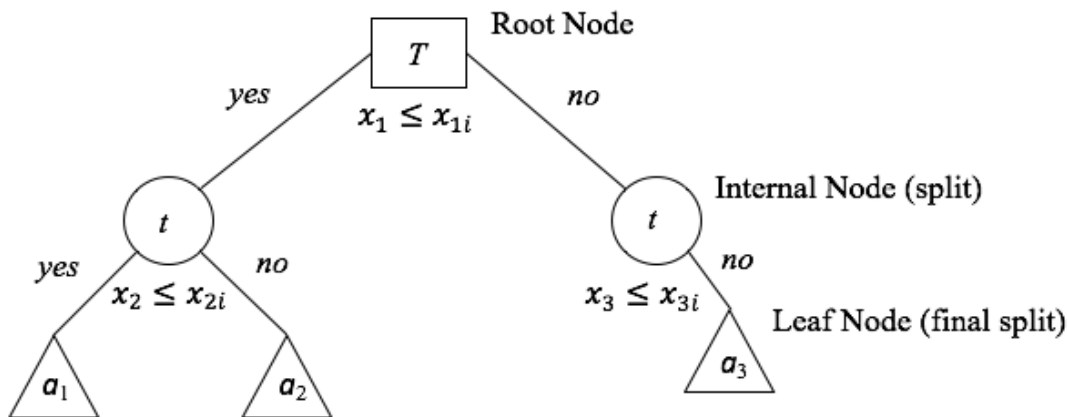 Root Node
T
yes
no
x₁ ≤ x₁ᵢ
Internal Node (split)
t
t
yes
no
no
x₂ ≤ x₂ᵢ
x₃ ≤ x₃ᵢ
Leaf Node (final split)
a₁
a₂
a₃